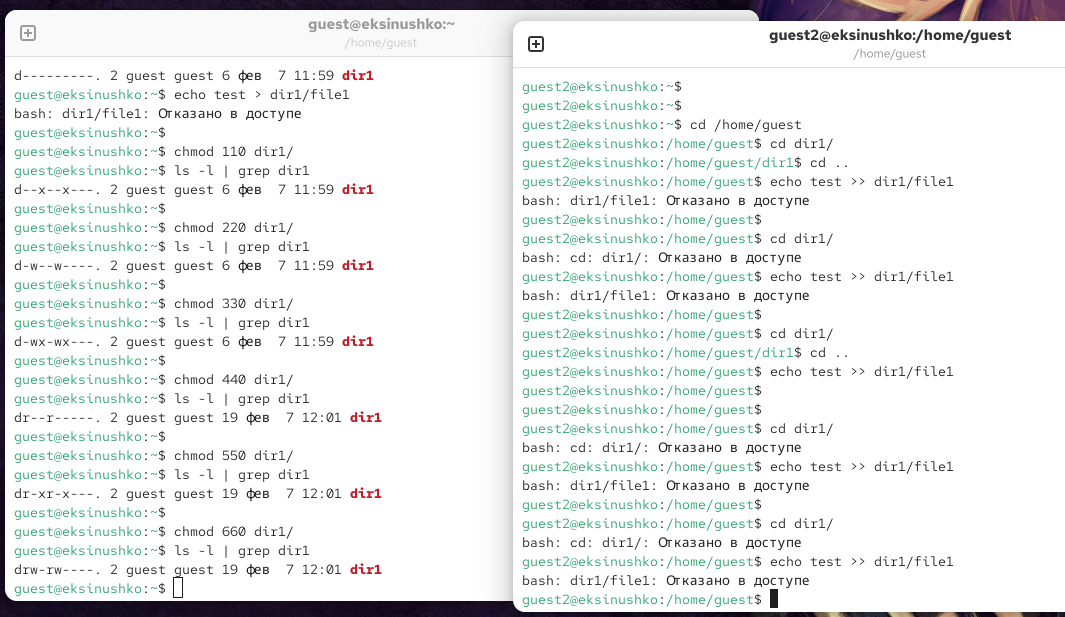 guest@eksinushko:~
/home/guest
d---------. 2 guest guest 6 фев  7 11:59 dir1
guest@eksinushko:~$ echo test > dir1/file1
bash: dir1/file1: Отказано в доступе
guest@eksinushko:~$
guest@eksinushko:~$ chmod 110 dir1/
guest@eksinushko:~$ ls -l | grep dir1
d--x--x---. 2 guest guest 6 фев  7 11:59 dir1
guest@eksinushko:~$
guest@eksinushko:~$ chmod 220 dir1/
guest@eksinushko:~$ ls -l | grep dir1
d-w--w----. 2 guest guest 6 фев  7 11:59 dir1
guest@eksinushko:~$
guest@eksinushko:~$ chmod 330 dir1/
guest@eksinushko:~$ ls -l | grep dir1
d-wx-wx---. 2 guest guest 6 фев  7 11:59 dir1
guest@eksinushko:~$
guest@eksinushko:~$ chmod 440 dir1/
guest@eksinushko:~$ ls -l | grep dir1
dr--r-----. 2 guest guest 19 фев  7 12:01 dir1
guest@eksinushko:~$
guest@eksinushko:~$ chmod 550 dir1/
guest@eksinushko:~$ ls -l | grep dir1
dr-xr-x---. 2 guest guest 19 фев  7 12:01 dir1
guest@eksinushko:~$
guest@eksinushko:~$ chmod 660 dir1/
guest@eksinushko:~$ ls -l | grep dir1
drw-rw----. 2 guest guest 19 фев  7 12:01 dir1
guest@eksinushko:~$
guest2@eksinushko:/home/guest
/home/guest
guest2@eksinushko:~$
guest2@eksinushko:~$
guest2@eksinushko:~$ cd /home/guest
guest2@eksinushko:/home/guest$ cd dir1/
guest2@eksinushko:/home/guest/dir1$ cd ..
guest2@eksinushko:/home/guest$ echo test >> dir1/file1
bash: dir1/file1: Отказано в доступе
guest2@eksinushko:/home/guest$
guest2@eksinushko:/home/guest$ cd dir1/
bash: cd: dir1/: Отказано в доступе
guest2@eksinushko:/home/guest$ echo test >> dir1/file1
bash: dir1/file1: Отказано в доступе
guest2@eksinushko:/home/guest$
guest2@eksinushko:/home/guest$ cd dir1/
guest2@eksinushko:/home/guest/dir1$ cd ..
guest2@eksinushko:/home/guest$ echo test >> dir1/file1
guest2@eksinushko:/home/guest$
guest2@eksinushko:/home/guest$
guest2@eksinushko:/home/guest$ cd dir1/
bash: cd: dir1/: Отказано в доступе
guest2@eksinushko:/home/guest$ echo test >> dir1/file1
bash: dir1/file1: Отказано в доступе
guest2@eksinushko:/home/guest$
guest2@eksinushko:/home/guest$ cd dir1/
bash: cd: dir1/: Отказано в доступе
guest2@eksinushko:/home/guest$ echo test >> dir1/file1
bash: dir1/file1: Отказано в доступе
guest2@eksinushko:/home/guest$